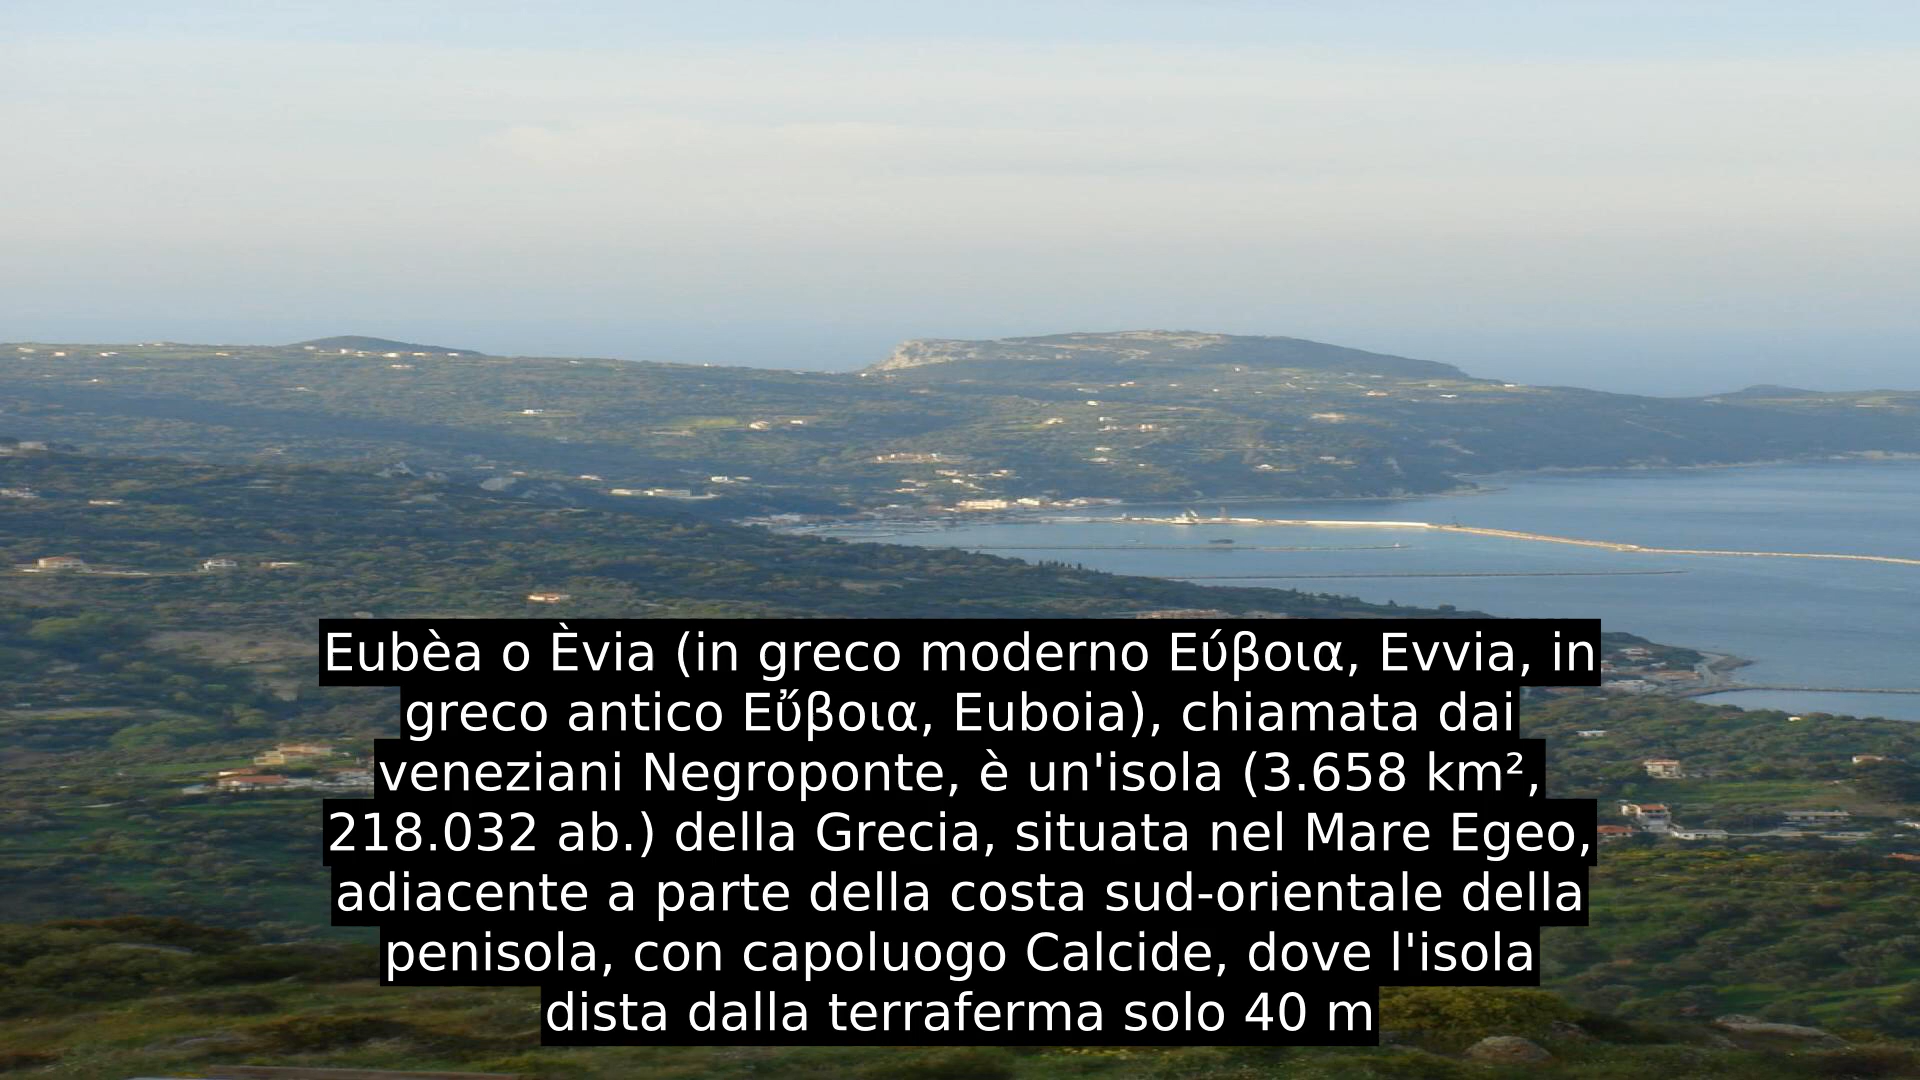 Eubèa o Èvia (in greco moderno Εύβοια, Evvia, in
greco antico Εὔβοια, Euboia), chiamata dai
veneziani Negroponte, è un'isola (3.658 km²,
218.032 ab.) della Grecia, situata nel Mare Egeo,
adiacente a parte della costa sud-orientale della
penisola, con capoluogo Calcide, dove l'isola
dista dalla terraferma solo 40 m